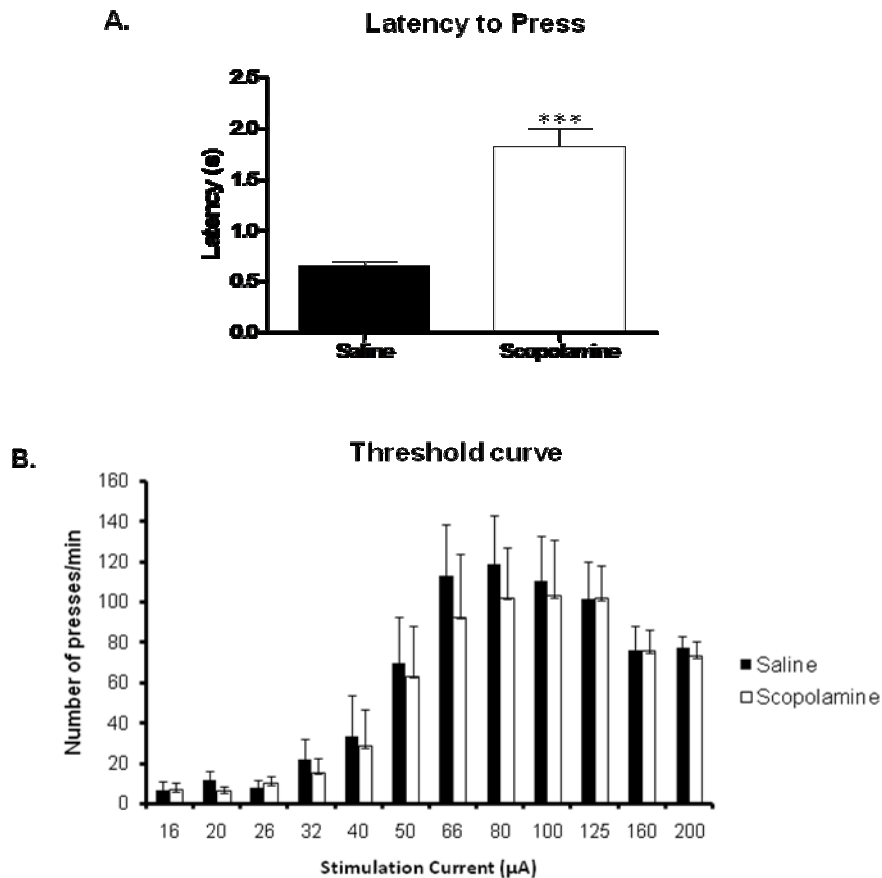 A.
Latency to Press
2.5
2.0
1.5
1.0
0.5
0.0
Latency (s)
***
Saline
Scopolamine
B.
Threshold curve
160
140
120
100
80
60
40
20
0
Number of presses/min
16 20 26 32 40 50 66 80 100 125 160 200
Stimulation Current (µA)
Saline
Scopolamine